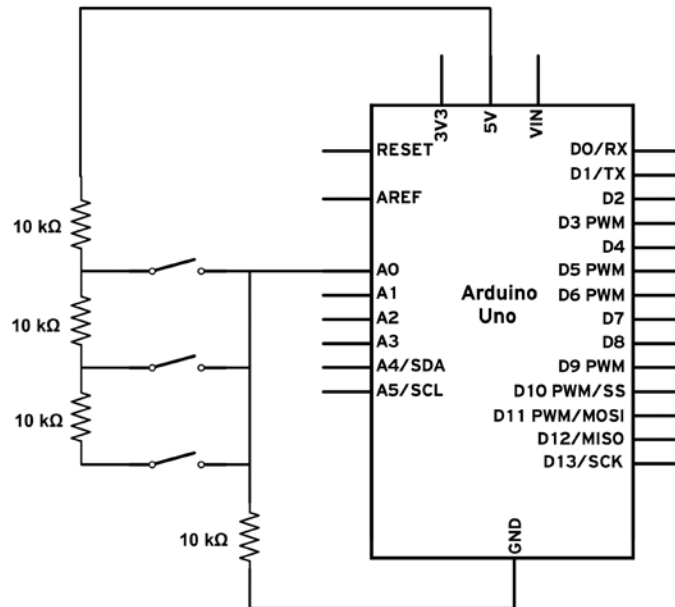 3V3
5V
VIN
RESET
D0/RX
D1/TX
AREF
D2
10 kΩ
D3 PWM
D4
A0
D5 PWM
A1
Arduino
Uno
D6 PWM
10 kΩ
A2
D7
A3
D8
A4/SDA
D9 PWM
A5/SCL
D10 PWM/SS
10 kΩ
D11 PWM/MOSI
D12/MISO
D13/SCK
10 kΩ
GND